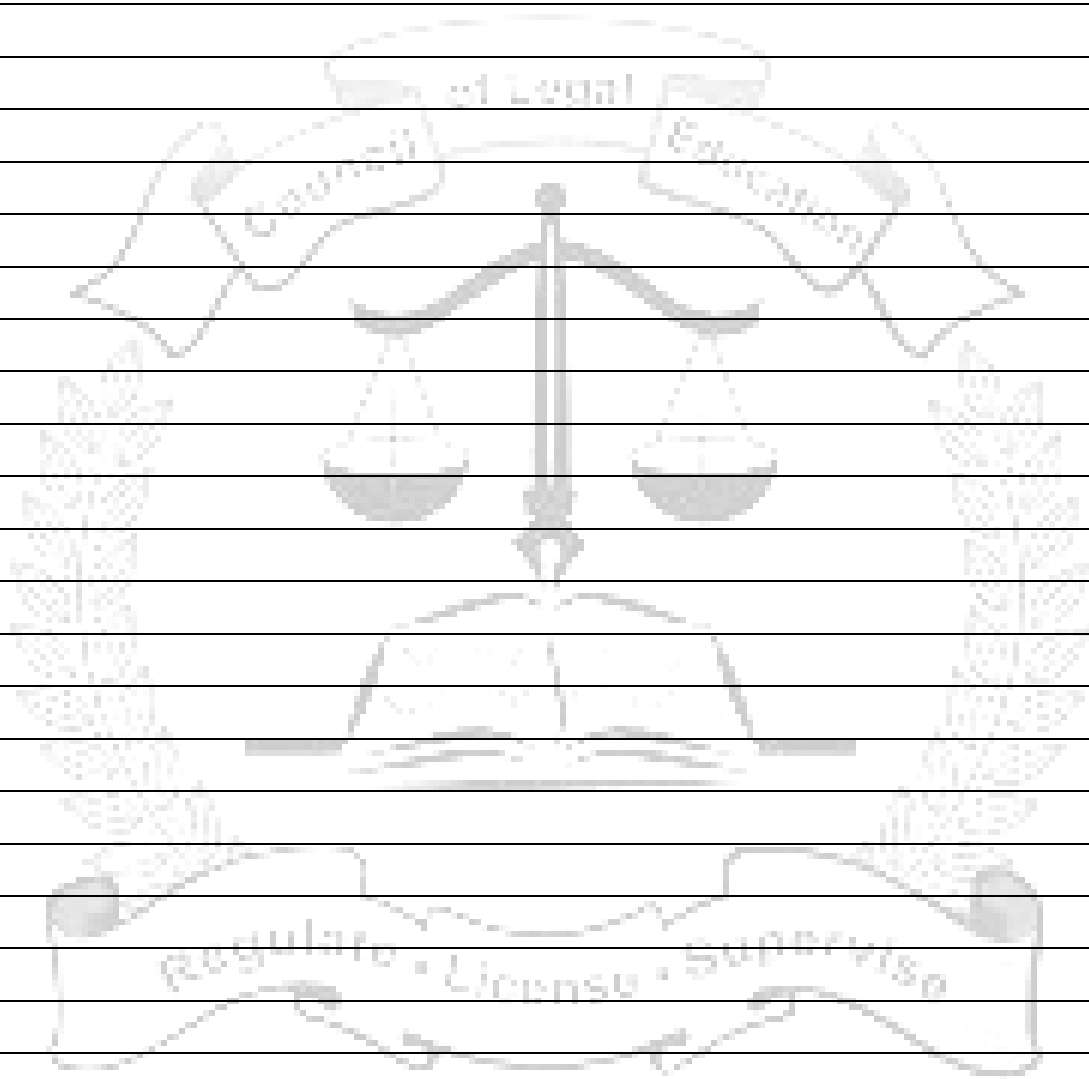 Council of Legal Education
Regulate • License • Supervise